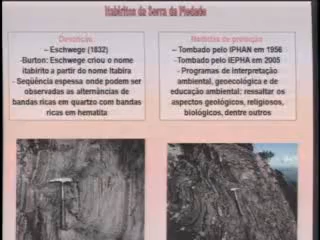 Itabiritos da Serra da Piedade
Descrição
– Eschwege (1832)
-Burton: Eschwege criou o nome
itabirito a partir do nome Itabira
- Seqüência espessa onde podem ser
observadas as alternâncias de
bandas ricas em quartzo com bandas
ricas em hematita
Medidas de proteção
– Tombado pelo IPHAN em 1956
-Tombado pelo IEPHA em 2005
- Programas de interpretação
ambiental, geoecológica e de
educação ambiental: ressaltar os
aspectos geológicos, religiosos,
biológicos, dentre outros